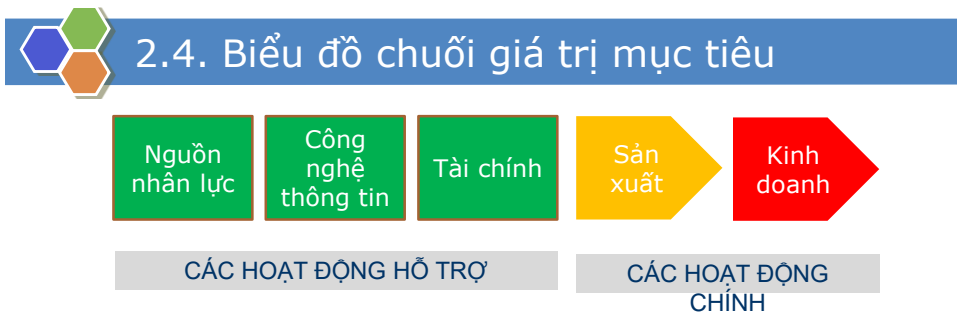 2.4. Biểu đồ chuỗi giá trị mục tiêu
Nguồn
nhân lực
Công
nghệ
thông tin
Tài chính
Sản
xuất
Kinh
doanh
CÁC HOẠT ĐỘNG HỖ TRỢ
CÁC HOẠT ĐỘNG
CHÍNH